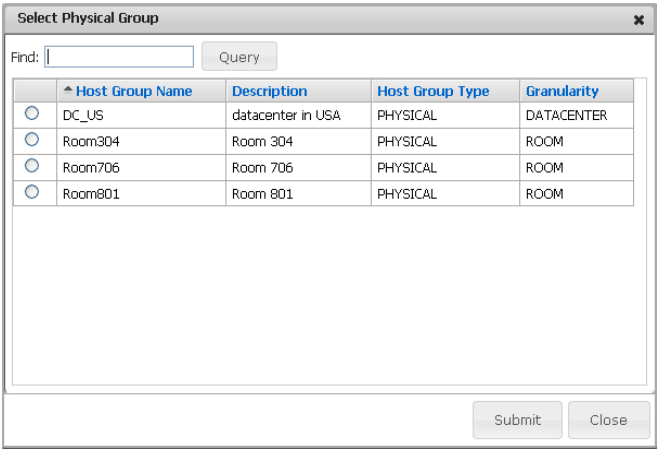 Select Physical Group
Find: Query
Host Group Name Description Host Group Type Granularity
DC_US datacenter in USA PHYSICAL DATACENTER
Room304 Room 304 PHYSICAL ROOM
Room706 Room 706 PHYSICAL ROOM
Room801 Room 801 PHYSICAL ROOM
Submit Close